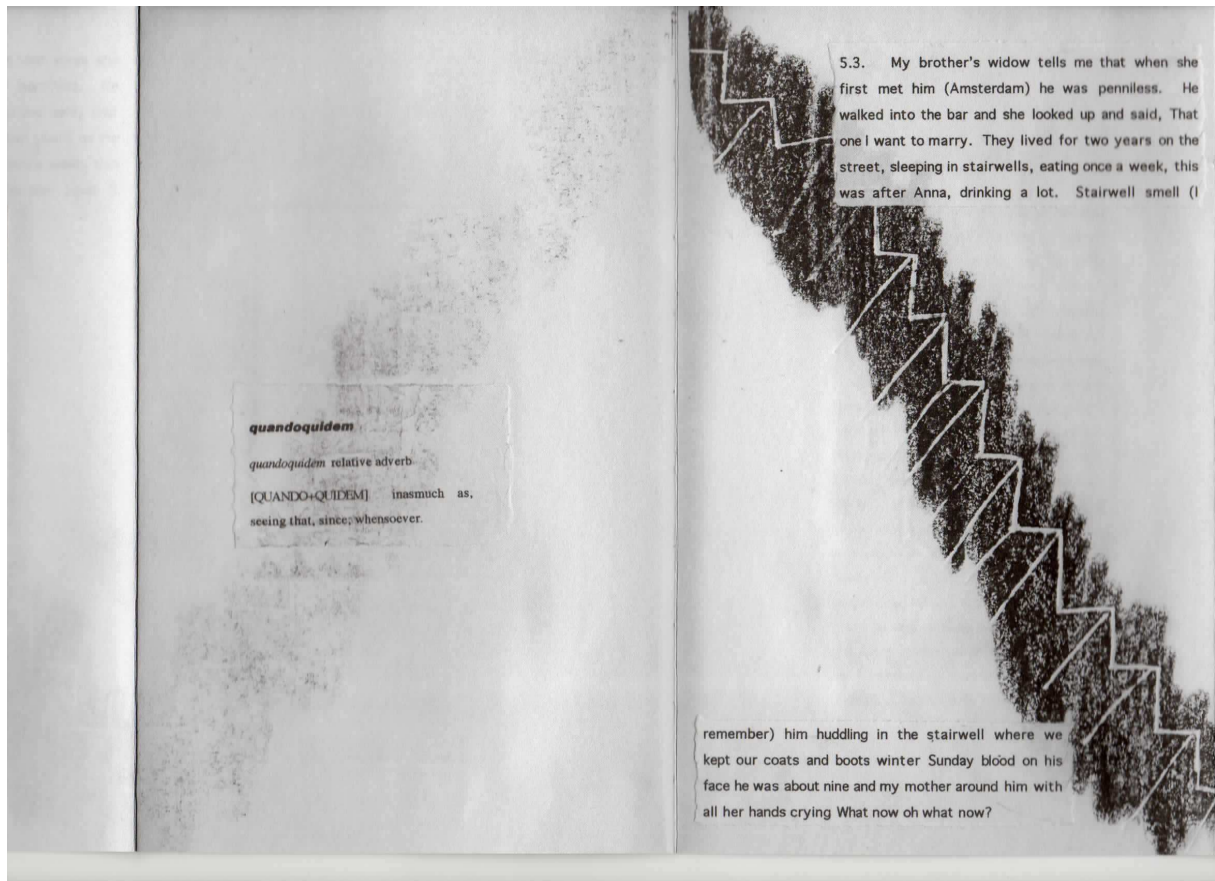 quandoquidem
quandoquidem relative adverb
[QUANDO+QUIDEM] inasmuch as,
seeing that, since; whensoever.
5.3. My brother's widow tells me that when she
first met him (Amsterdam) he was penniless. He
walked into the bar and she looked up and said, That
one I want to marry. They lived for two years on the
street, sleeping in stairwells, eating once a week, this
was after Anna, drinking a lot. Stairwell smell (I
remember) him huddling in the stairwell where we
kept our coats and boots winter Sunday blood on his
face he was about nine and my mother around him with
all her hands crying What now oh what now?